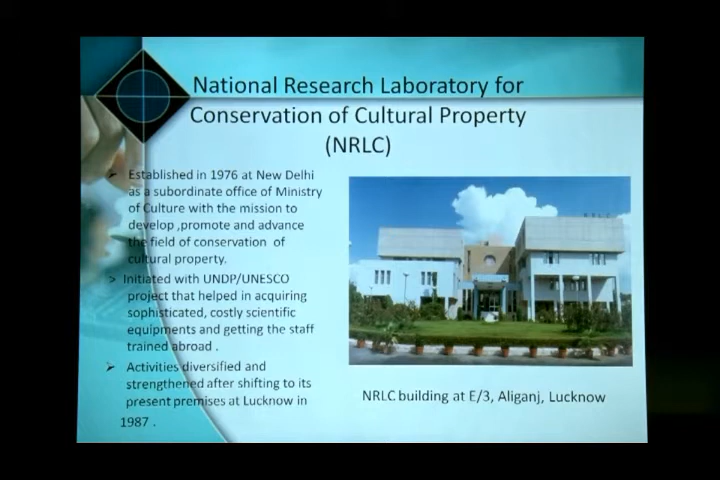 National Research Laboratory for
Conservation of Cultural Property
(NRLC)
➢ Established in 1976 at New Delhi
as a subordinate office of Ministry
of Culture with the mission to
develop ,promote and advance
the field of conservation of
cultural property.
> Initiated with UNDP/UNESCO
project that helped in acquiring
sophisticated, costly scientific
equipments and getting the staff
trained abroad .
➢ Activities diversified and
strengthened after shifting to its
present premises at Lucknow in
1987 .
N R L C
NRLC building at E/3, Aliganj, Lucknow